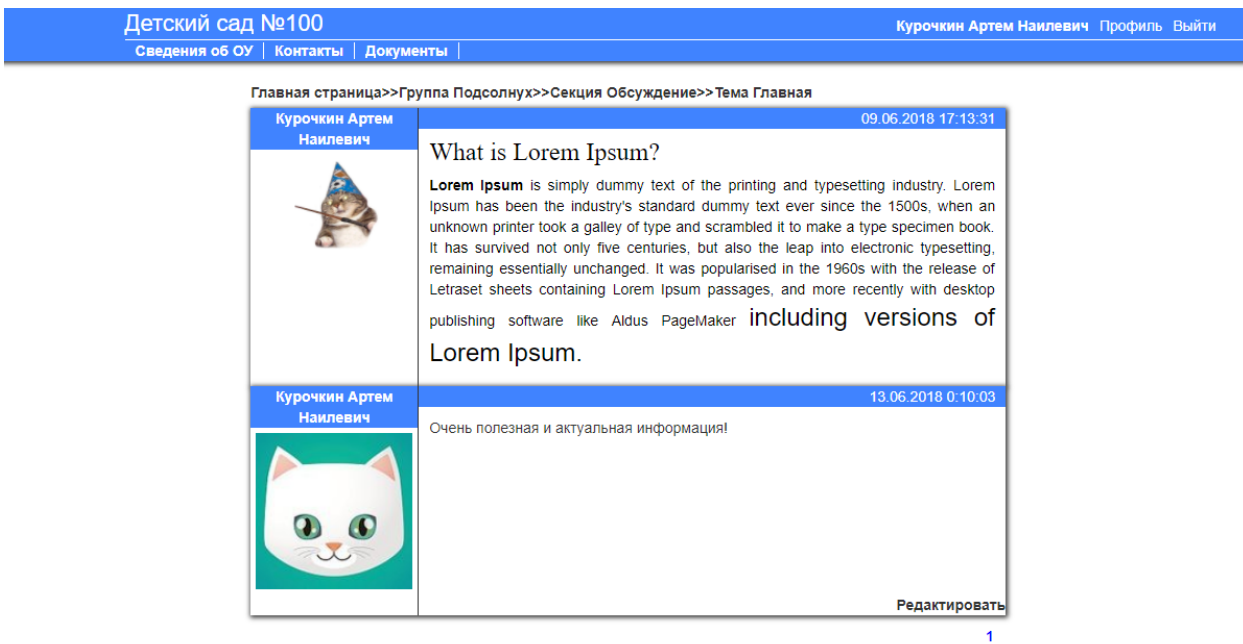 Детский сад №100
Курочкин Артем Наилевич Профиль Выйти
Сведения об ОУ | Контакты | Документы |
Главная страница>>Группа Подсолнух>>Секция Обсуждение>>Тема Главная
Курочкин Артем
Наилевич
09.06.2018 17:13:31
What is Lorem Ipsum?
Lorem Ipsum is simply dummy text of the printing and typesetting industry. Lorem
Ipsum has been the industry's standard dummy text ever since the 1500s, when an
unknown printer took a galley of type and scrambled it to make a type specimen book.
It has survived not only five centuries, but also the leap into electronic typesetting,
remaining essentially unchanged. It was popularised in the 1960s with the release of
Letraset sheets containing Lorem Ipsum passages, and more recently with desktop
publishing software like Aldus PageMaker including versions of
Lorem Ipsum.
Курочкин Артем
Наилевич
13.06.2018 0:10:03
Очень полезная и актуальная информация!
Редактировать
1